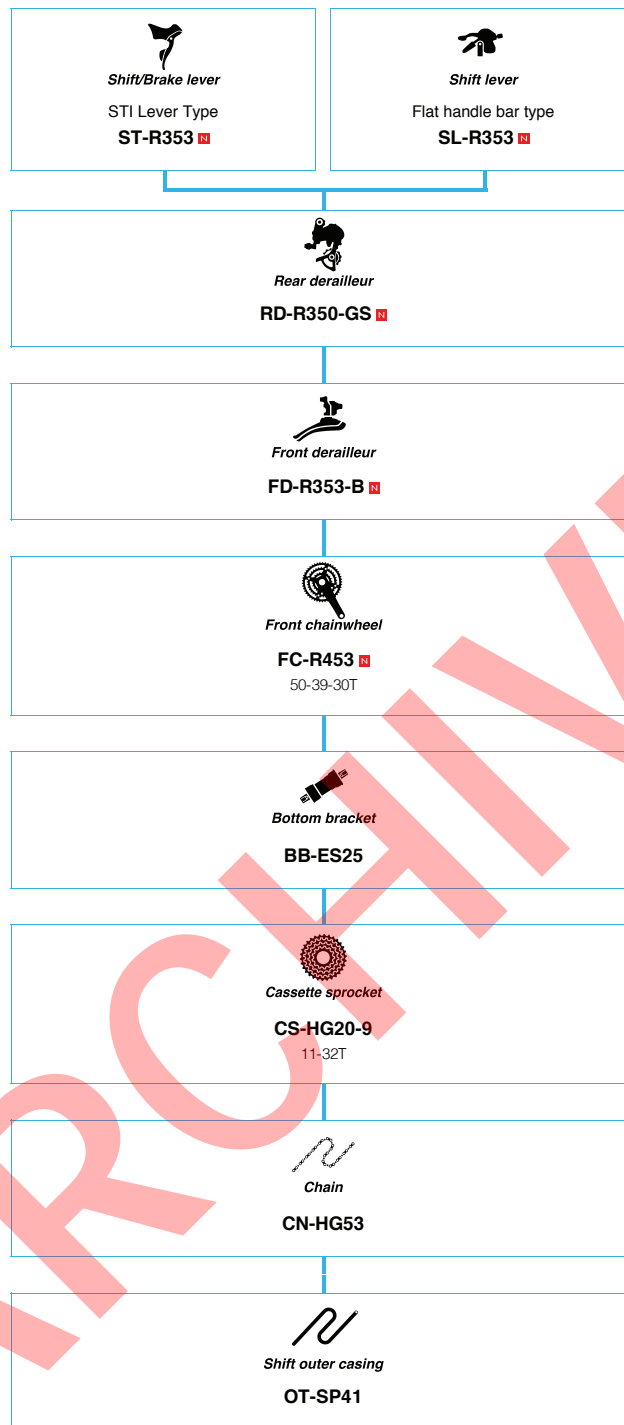 Shift/Brake lever
STI Lever Type
ST-R353 N
Shift lever
Flat handle bar type
SL-R353 N
Rear derailleur
RD-R350-GS N
Front derailleur
FD-R353-B N
Front chainwheel
FC-R453 N
50-39-30T
Bottom bracket
BB-ES25
Cassette sprocket
CS-HG20-9
11-32T
Chain
CN-HG53
Shift outer casing
OT-SP41
ARCHIV